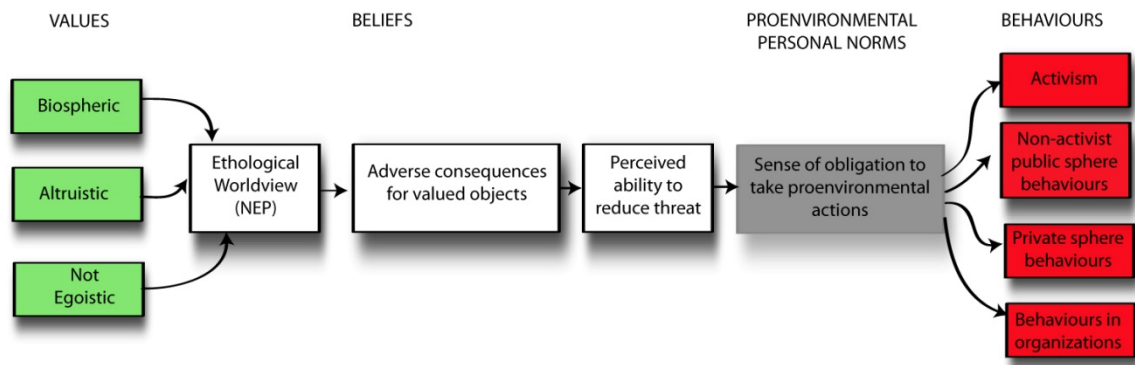 VALUES
BELIEFS
PROENVIRONMENTAL
PERSONAL NORMS
BEHAVIOURS
Biospheric
Altruistic
Not
Egoistic
Ethological
Worldview
(NEP)
Adverse consequences
for valued objects
Perceived
ability to
reduce threat
Sense of obligation to
take proenvironmental
actions
Activism
Non-activist
public sphere
behaviours
Private sphere
behaviours
Behaviours in
organizations